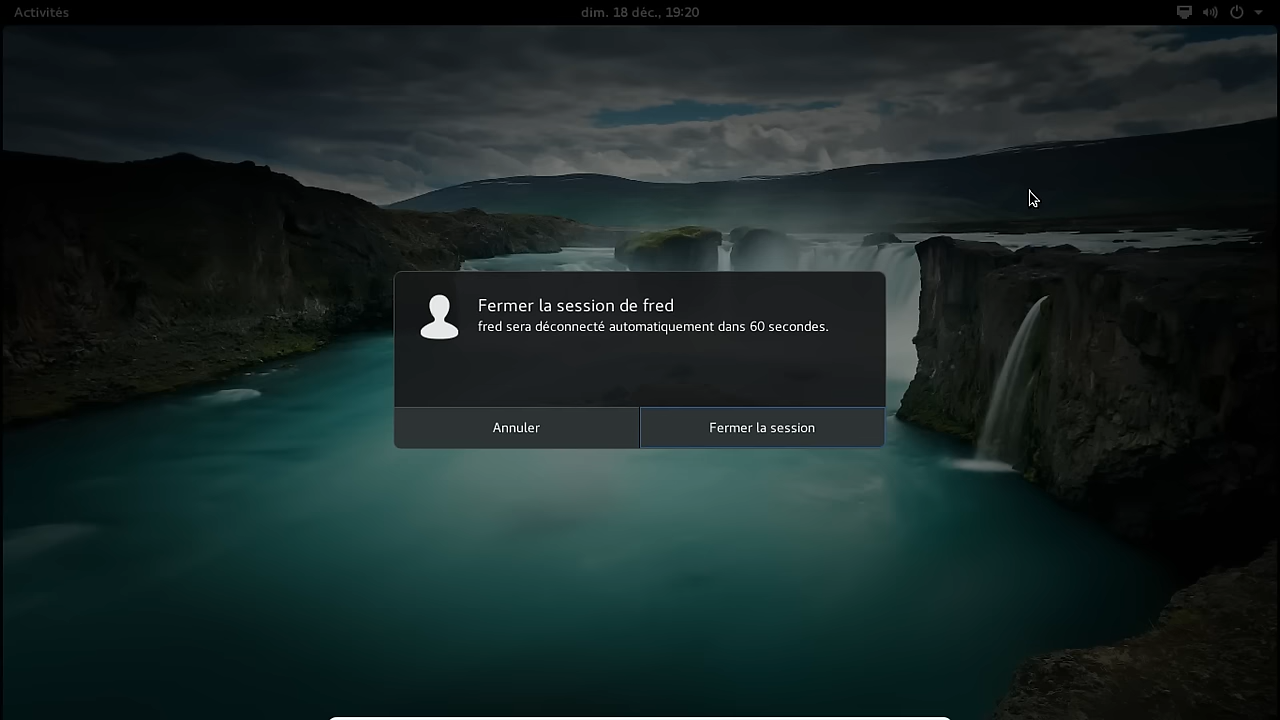 Activités
dim. 18 déc., 19:20
Fermer la session de fred
fred sera déconnecté automatiquement dans 60 secondes.
Annuler
Fermer la session